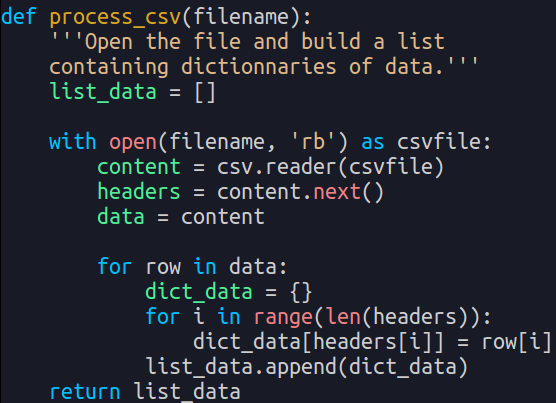 def process_csv(filename):
    '''Open the file and build a list
    containing dictionnaries of data.'''
    list_data = []

    with open(filename, 'rb') as csvfile:
        content = csv.reader(csvfile)
        headers = content.next()
        data = content

        for row in data:
            dict_data = {}
            for i in range(len(headers)):
                dict_data[headers[i]] = row[i]
            list_data.append(dict_data)
    return list_data